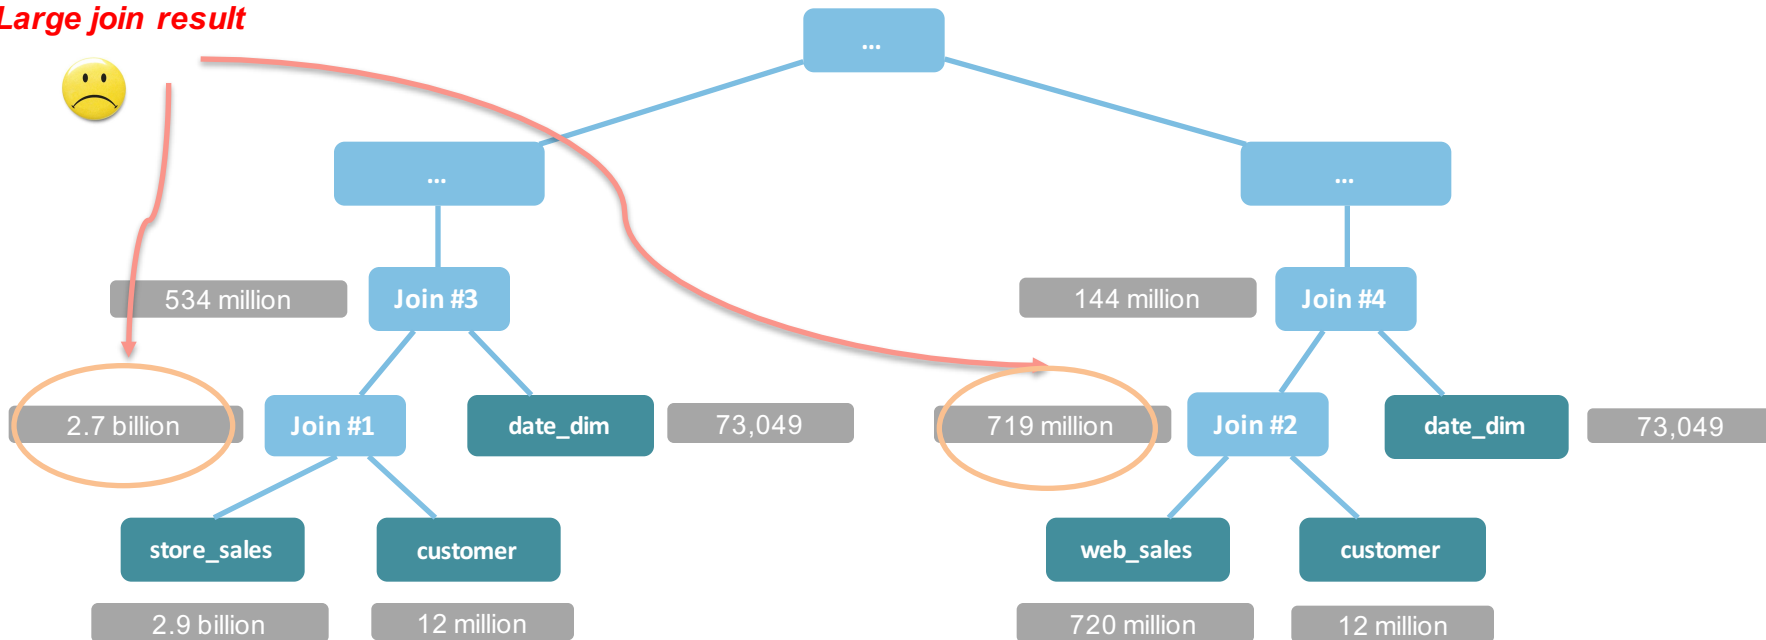 Large join result
...
...
...
534 million
Join #3
144 million
Join #4
2.7 billion
Join #1
date_dim
73,049
719 million
Join #2
date_dim
73,049
store_sales
customer
web_sales
customer
2.9 billion
12 million
720 million
12 million